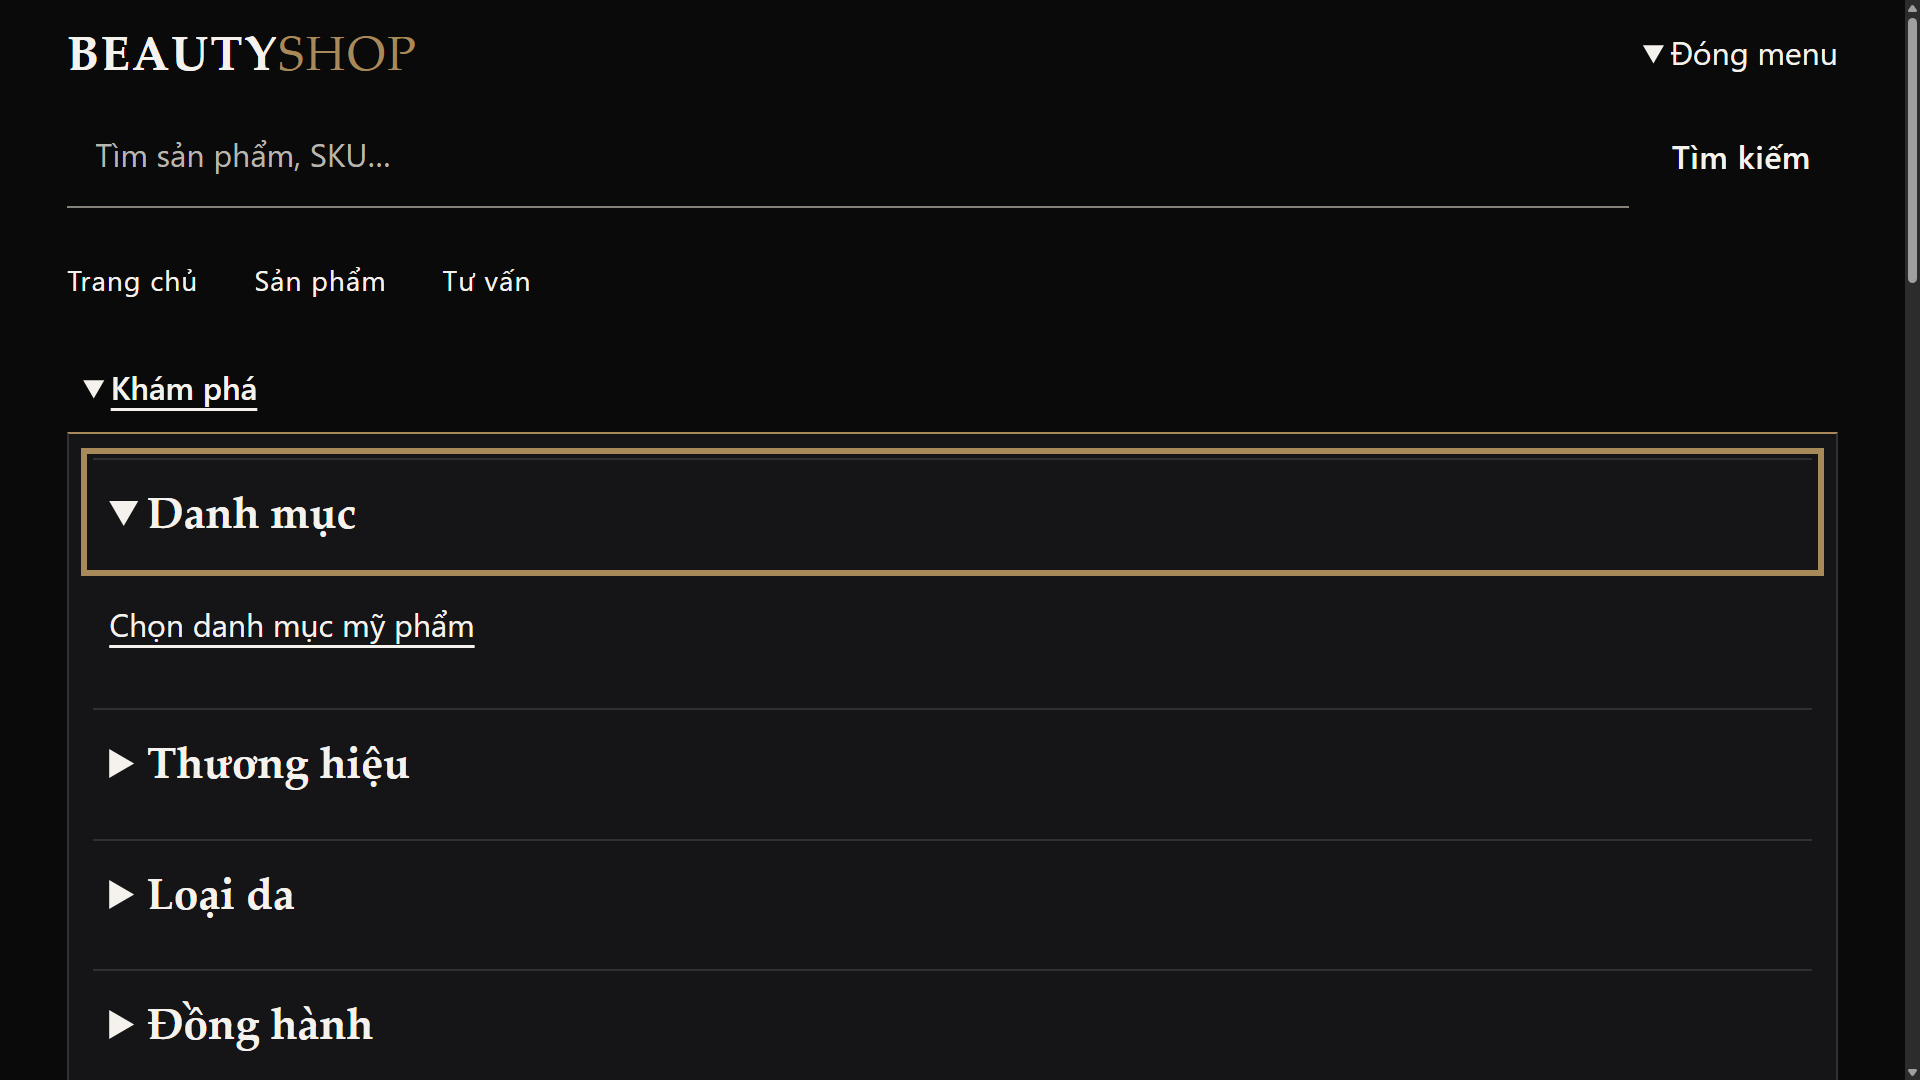 BEAUTYSHOP
Đóng menu
Tìm sản phẩm, SKU...
Tìm kiếm
Trang chủ Sản phẩm Tư vấn
Khám phá
Danh mục
Chọn danh mục mỹ phẩm
Thương hiệu
Loại da
Đồng hành